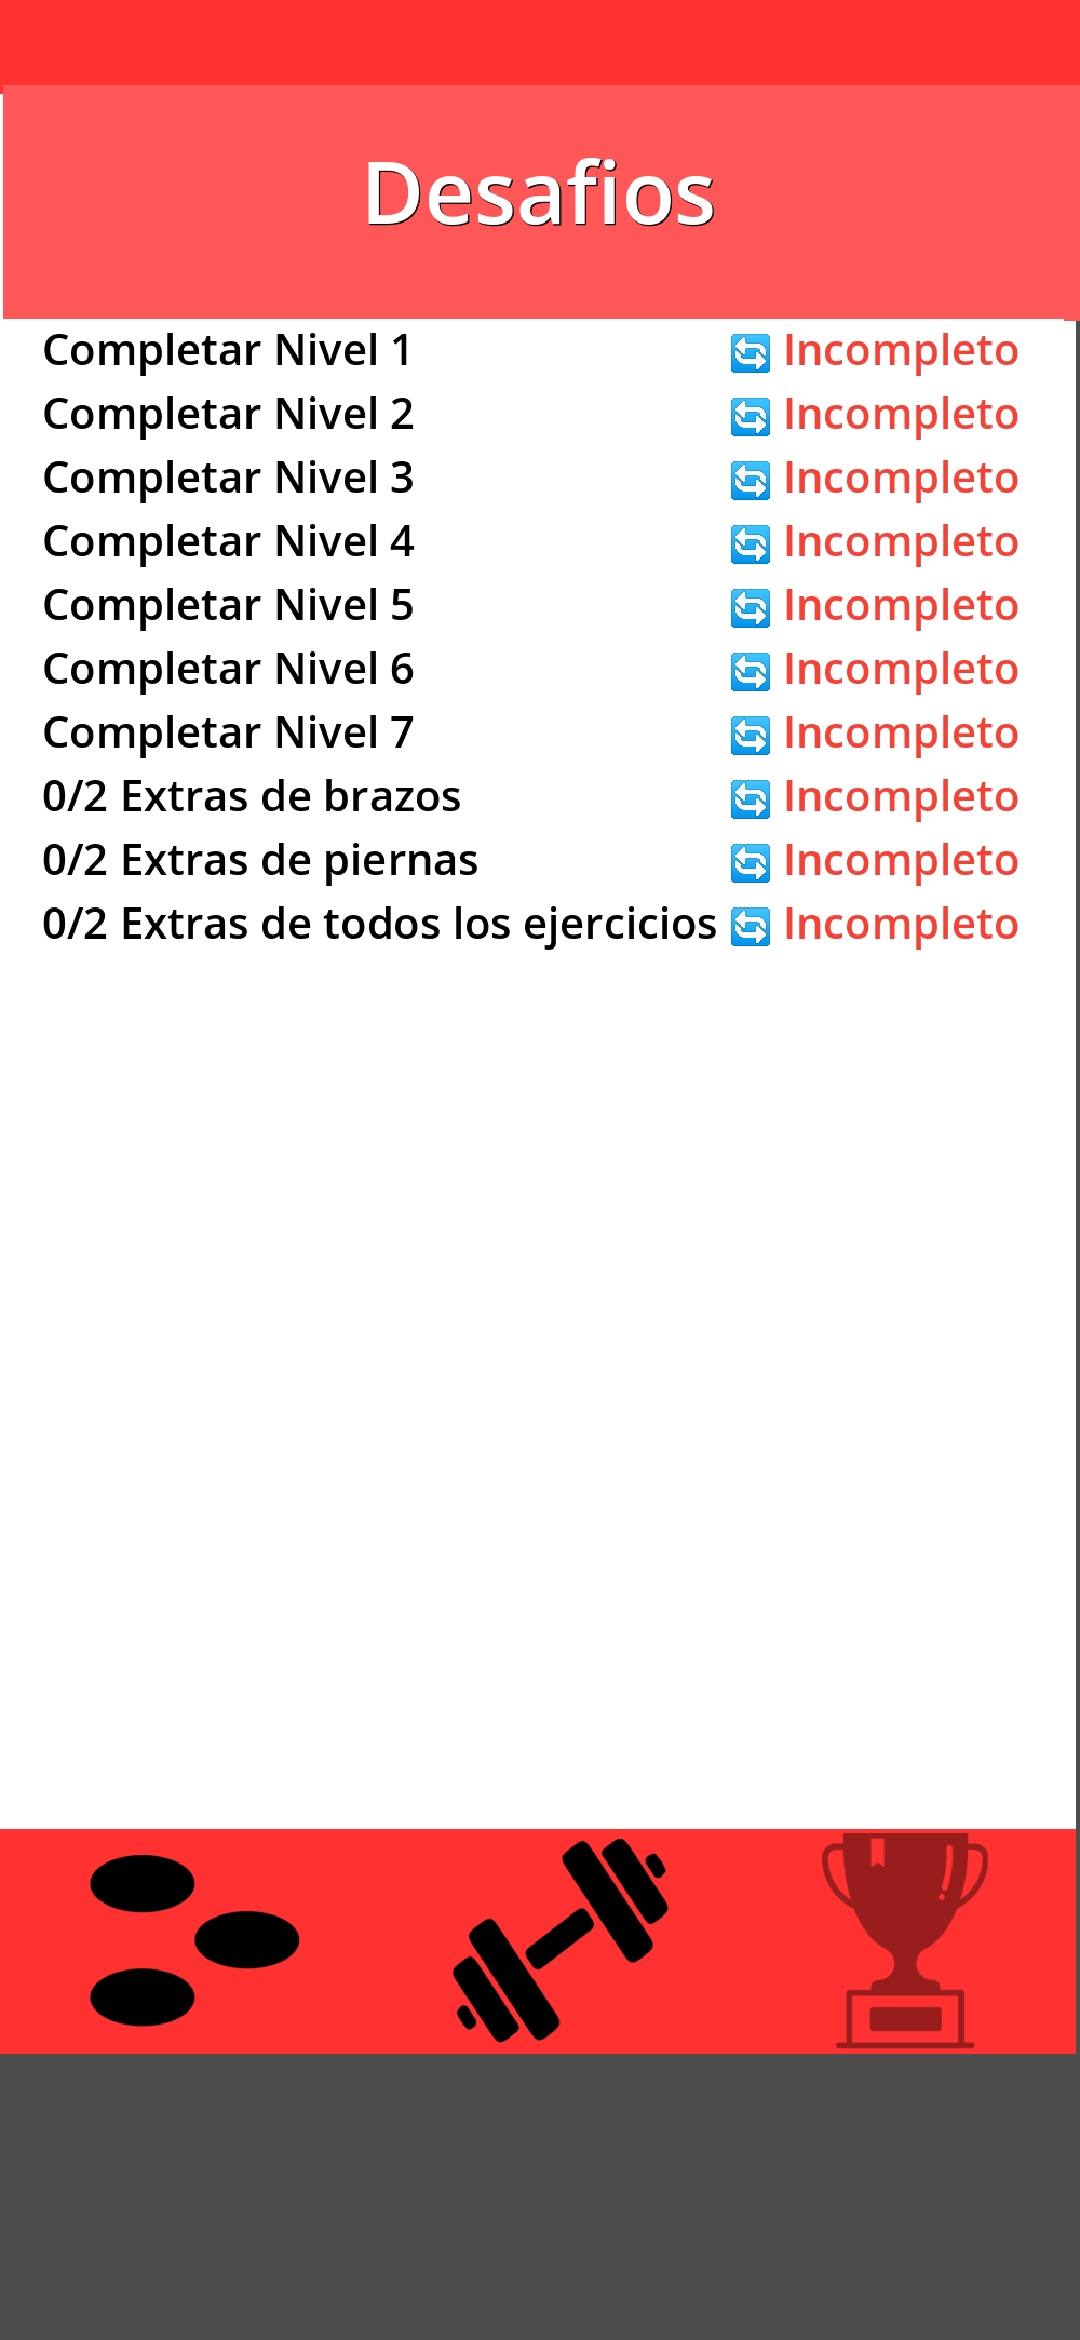 Desafios
Completar Nivel 1 🔄 Incompleto
Completar Nivel 2 🔄 Incompleto
Completar Nivel 3 🔄 Incompleto
Completar Nivel 4 🔄 Incompleto
Completar Nivel 5 🔄 Incompleto
Completar Nivel 6 🔄 Incompleto
Completar Nivel 7 🔄 Incompleto
0/2 Extras de brazos 🔄 Incompleto
0/2 Extras de piernas 🔄 Incompleto
0/2 Extras de todos los ejercicios 🔄 Incompleto